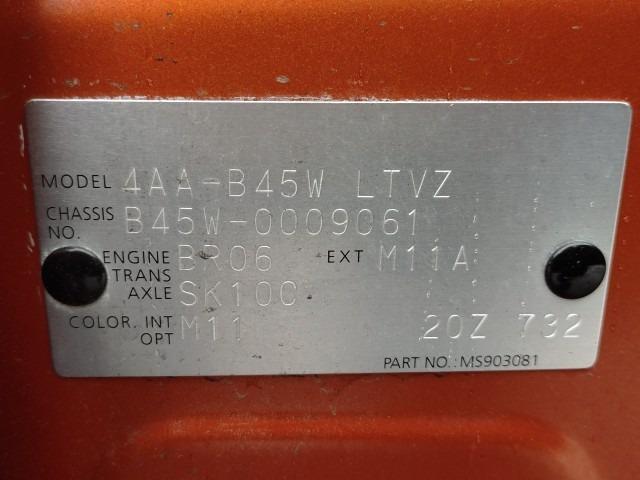 MODEL 4AA-B45W LTVZ
CHASSIS NO. B45W-0009061
ENGINE BR06 EXT M11A
TRANS AXLE SK10C
COLOR. INT M11
OPT 20Z 732
PART NO.: MS903081